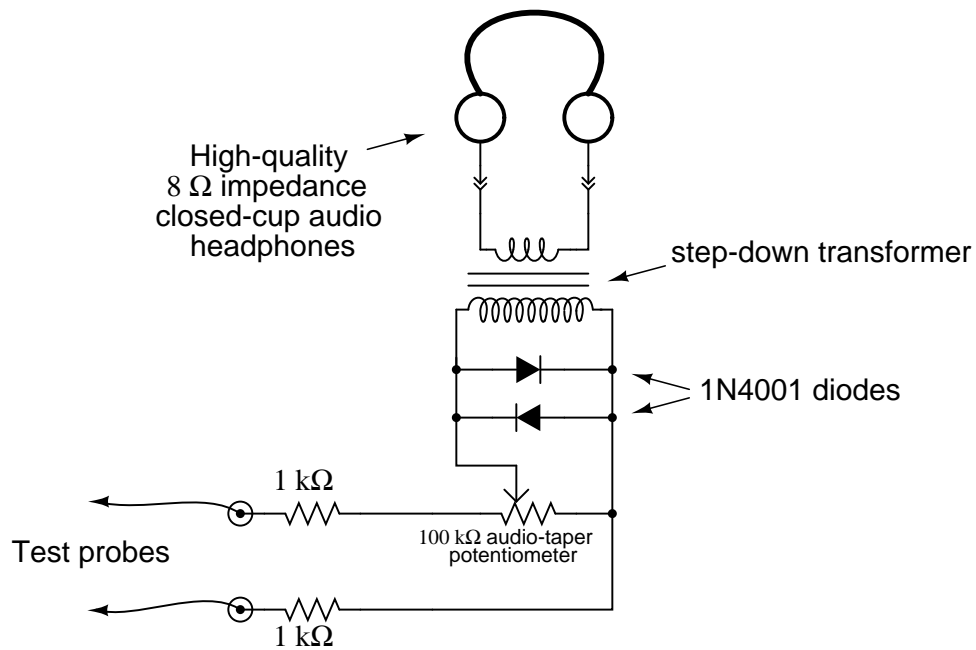 High-quality
8 Ω impedance
closed-cup audio
headphones
step-down transformer
1N4001 diodes
1 kΩ
100 kΩ audio-taper
potentiometer
Test probes
1 kΩ